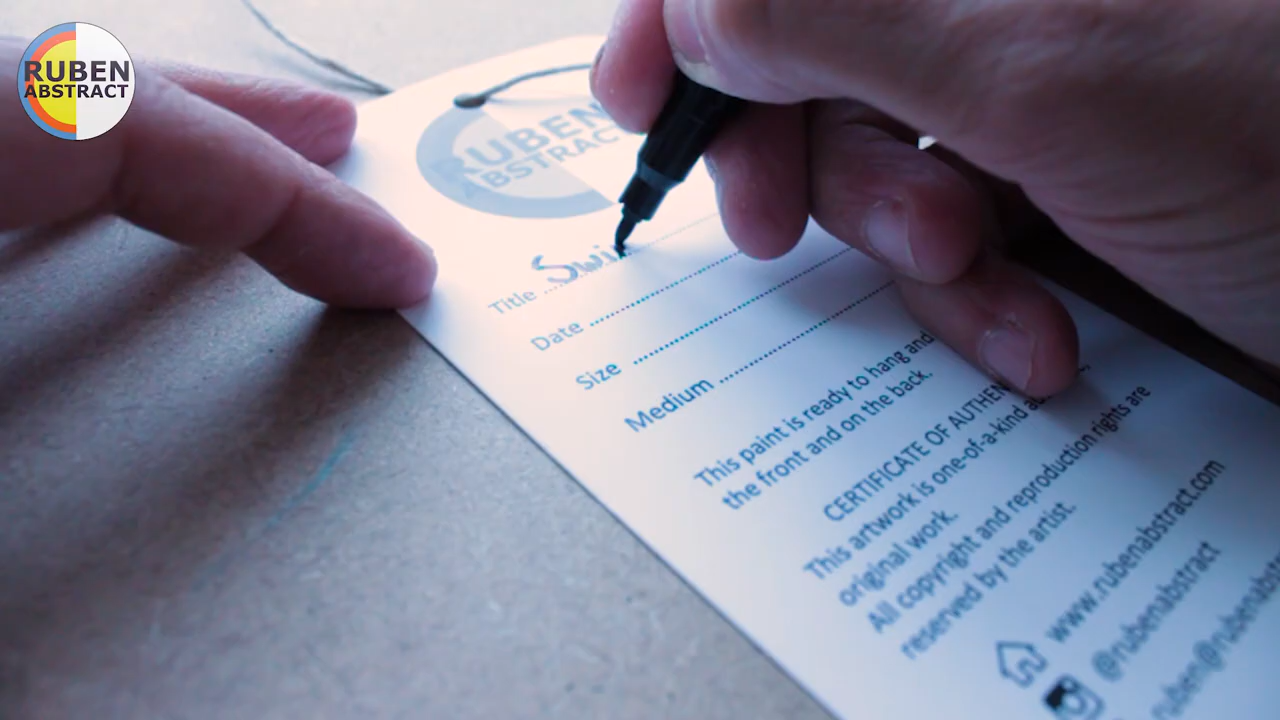 RUBEN
ABSTRACT
RUBEN
ABSTRACT
Swi
Title
Date
Size
Medium
This paint is ready to hang and
the front and on the back.
CERTIFICATE OF
This artwork is one-of-a-kind
original work.
All copyright and reproduction rights are
reserved by the artist.
www.rubenabstract.com
@rubenabstract